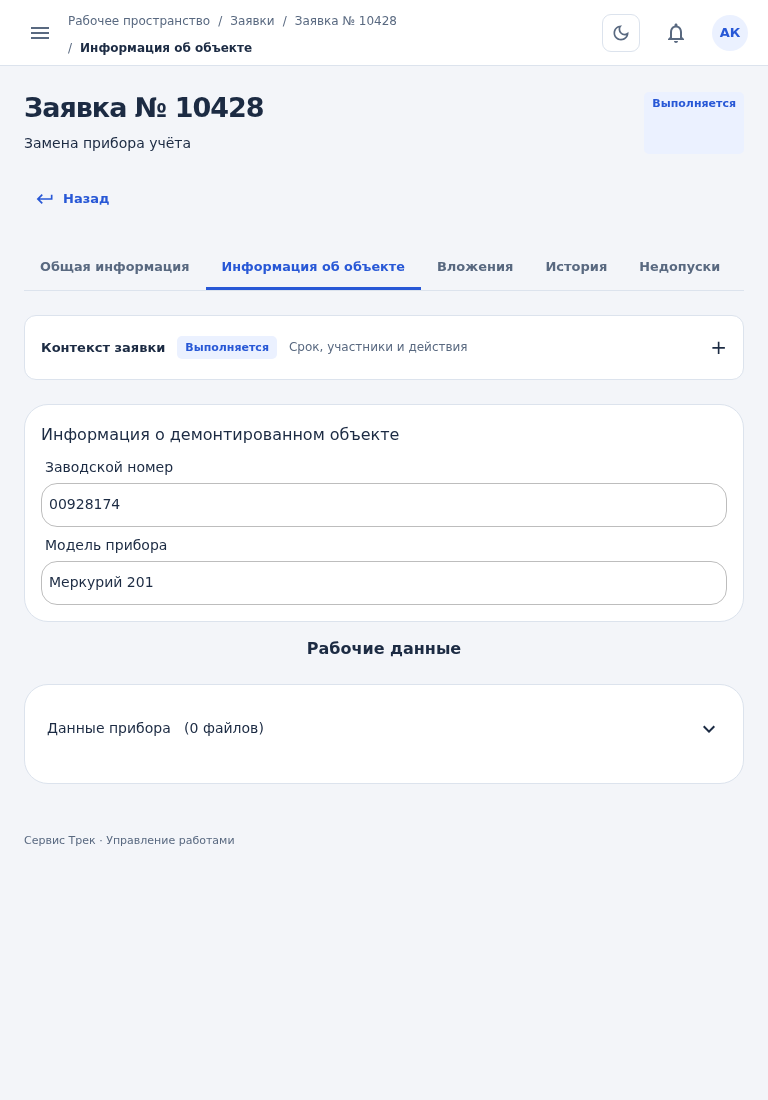 Рабочее пространство / Заявки / Заявка № 10428
/ Информация об объекте
АК
Заявка № 10428
Выполняется
Замена прибора учёта
Назад
Общая информация Информация об объекте Вложения История Недопуски
Контекст заявки Выполняется Срок, участники и действия
Информация о демонтированном объекте
Заводской номер
00928174
Модель прибора
Меркурий 201
Рабочие данные
Данные прибора (0 файлов)
Сервис Трек · Управление работами